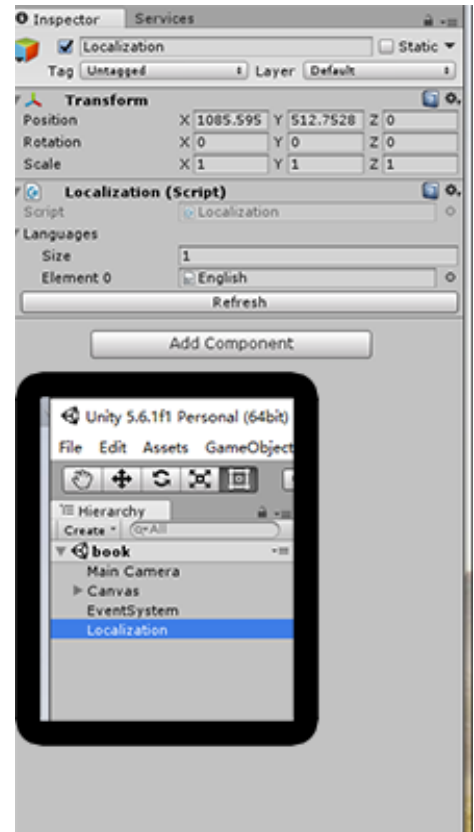 Inspector Services
Localization Static
Tag Untagged Layer Default
Transform
Position X 1085.595 Y 512.7528 Z 0
Rotation X 0 Y 0 Z 0
Scale X 1 Y 1 Z 1
Localization (Script)
Script Localization
Languages
Size 1
Element 0 English
Refresh
Add Component
Unity 5.6.1f1 Personal (64bit)
File Edit Assets GameObject
Hierarchy
Create All
book
Main Camera
Canvas
EventSystem
Localization